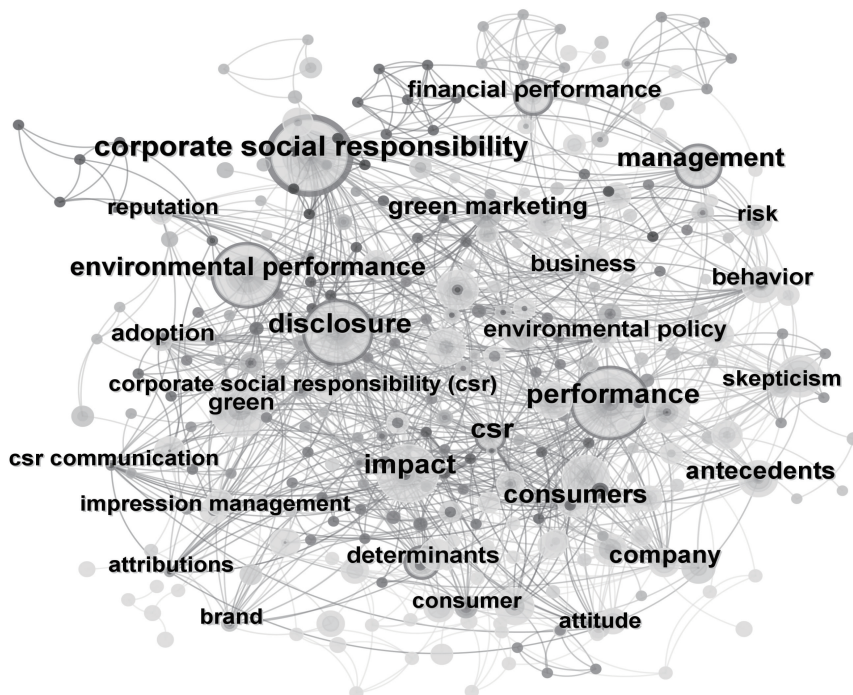 financial performance
corporate social responsibility
management
reputation
green marketing
risk
environmental performance
business
behavior
adoption
disclosure
environmental policy
corporate social responsibility (csr)
performance
skepticism
green
csr
csr communication
impact
antecedents
impression management
consumers
attributions
determinants
company
brand
consumer
attitude